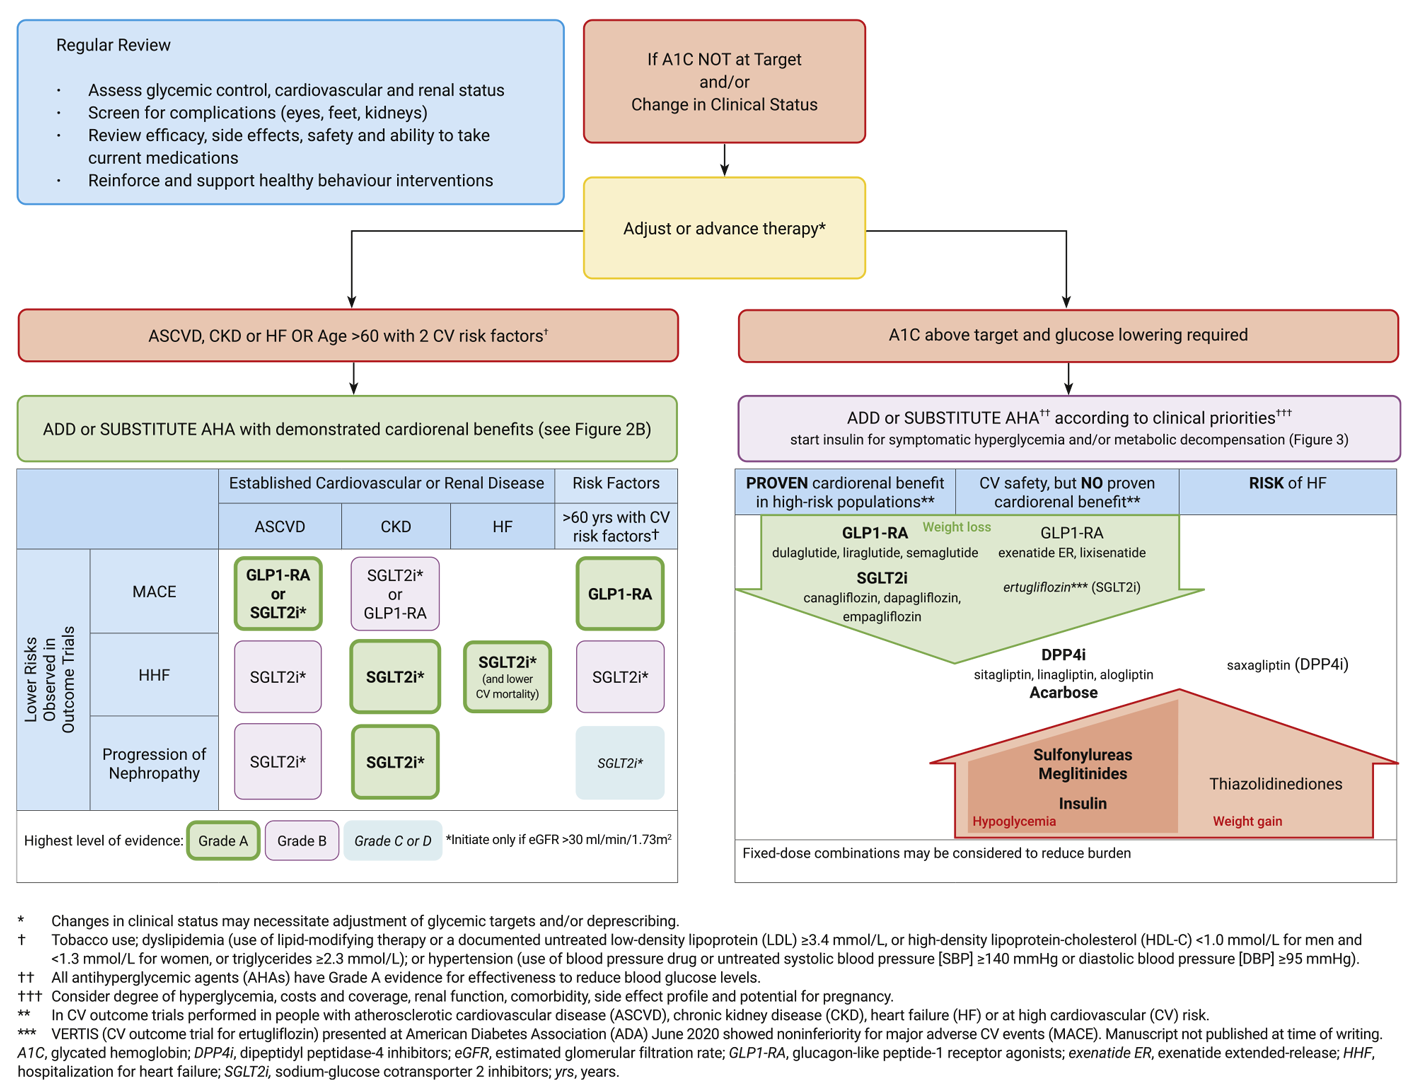 Regular Review
· Assess glycemic control, cardiovascular and renal status
· Screen for complications (eyes, feet, kidneys)
· Review efficacy, side effects, safety and ability to take
current medications
· Reinforce and support healthy behaviour interventions
If A1C NOT at Target
and/or
Change in Clinical Status
Adjust or advance therapy*
ASCVD, CKD or HF OR Age >60 with 2 CV risk factors†
ADD or SUBSTITUTE AHA with demonstrated cardiorenal benefits (see Figure 2B)
Established Cardiovascular or Renal Disease
Risk Factors
ASCVD
CKD
HF
>60 yrs with CV
risk factors†
Lower Risks
Observed in
Outcome Trials
MACE
GLP1-RA
or
SGLT2i*
SGLT2i*
or
GLP1-RA
GLP1-RA
HHF
SGLT2i*
SGLT2i*
SGLT2i*
(and lower
CV mortality)
SGLT2i*
Progression of
Nephropathy
SGLT2i*
SGLT2i*
SGLT2i*
Highest level of evidence:
Grade A
Grade B
Grade C or D
*Initiate only if eGFR >30 ml/min/1.73m²
A1C above target and glucose lowering required
ADD or SUBSTITUTE AHA†† according to clinical priorities†††
start insulin for symptomatic hyperglycemia and/or metabolic decompensation (Figure 3)
PROVEN cardiorenal benefit
in high-risk populations**
CV safety, but NO proven
cardiorenal benefit**
RISK of HF
Weight loss
GLP1-RA
dulaglutide, liraglutide, semaglutide
SGLT2i
canagliflozin, dapagliflozin,
empagliflozin
GLP1-RA
exenatide ER, lixisenatide
ertugliflozin*** (SGLT2i)
DPP4i
sitagliptin, linagliptin, alogliptin
Acarbose
saxagliptin (DPP4i)
Sulfonylureas
Meglitinides
Insulin
Hypoglycemia
Thiazolidinediones
Weight gain
Fixed-dose combinations may be considered to reduce burden
* Changes in clinical status may necessitate adjustment of glycemic targets and/or deprescribing.
† Tobacco use; dyslipidemia (use of lipid-modifying therapy or a documented untreated low-density lipoprotein (LDL) ≥3.4 mmol/L, or high-density lipoprotein-cholesterol (HDL-C) <1.0 mmol/L for men and
<1.3 mmol/L for women, or triglycerides ≥2.3 mmol/L); or hypertension (use of blood pressure drug or untreated systolic blood pressure [SBP] ≥140 mmHg or diastolic blood pressure [DBP] ≥95 mmHg).
†† All antihyperglycemic agents (AHAs) have Grade A evidence for effectiveness to reduce blood glucose levels.
††† Consider degree of hyperglycemia, costs and coverage, renal function, comorbidity, side effect profile and potential for pregnancy.
** In CV outcome trials performed in people with atherosclerotic cardiovascular disease (ASCVD), chronic kidney disease (CKD), heart failure (HF) or at high cardiovascular (CV) risk.
*** VERTIS (CV outcome trial for ertugliflozin) presented at American Diabetes Association (ADA) June 2020 showed noninferiority for major adverse CV events (MACE). Manuscript not published at time of writing.
A1C, glycated hemoglobin; DPP4i, dipeptidyl peptidase-4 inhibitors; eGFR, estimated glomerular filtration rate; GLP1-RA, glucagon-like peptide-1 receptor agonists; exenatide ER, exenatide extended-release; HHF,
hospitalization for heart failure; SGLT2i, sodium-glucose cotransporter 2 inhibitors; yrs, years.